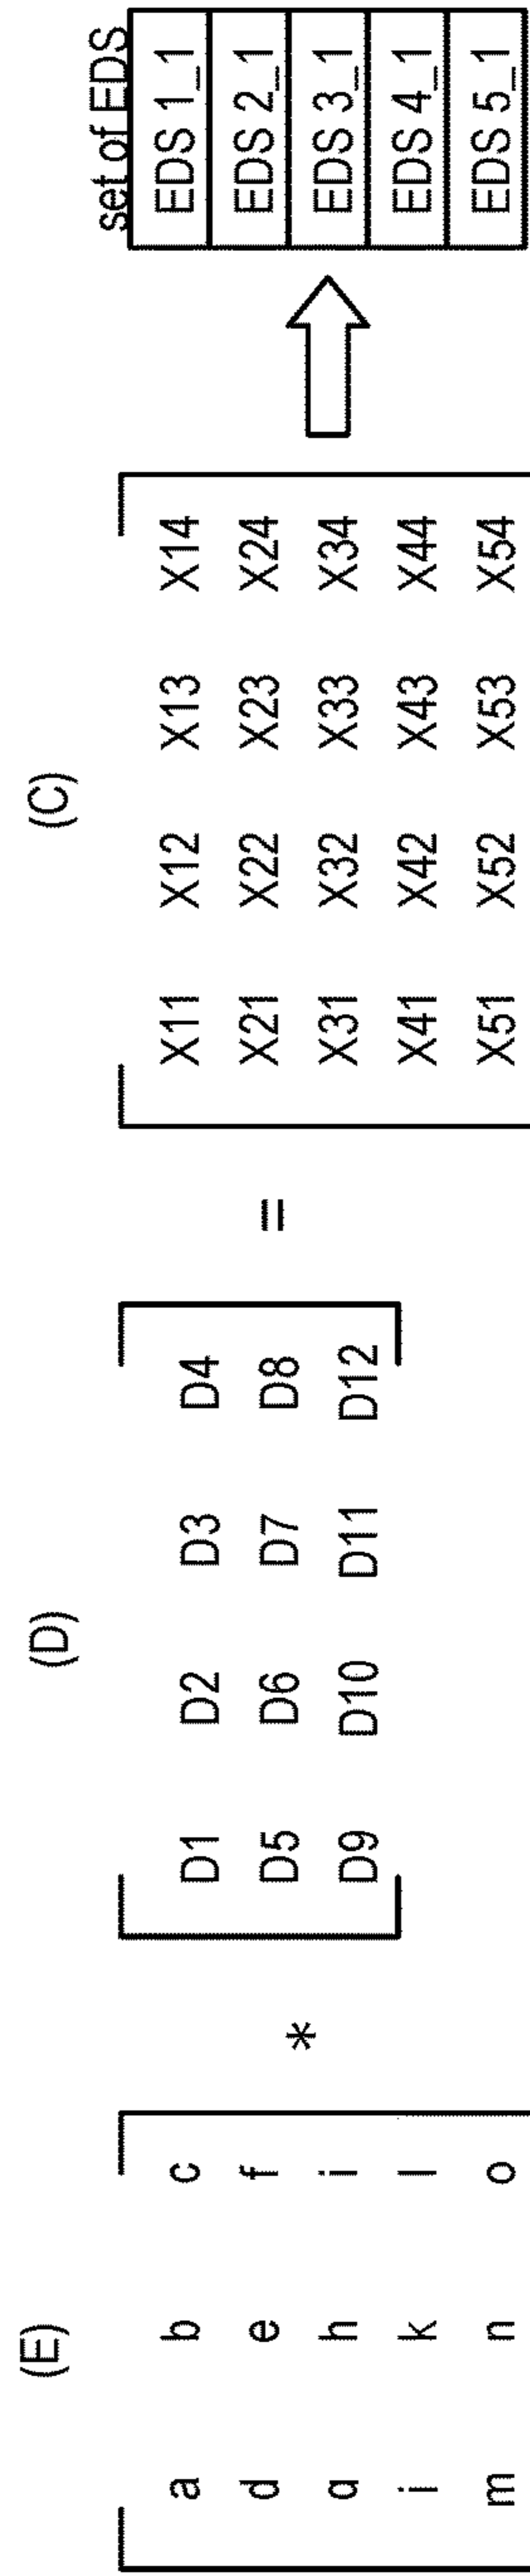 (E)
a b c
d e f
g h i
j k l
m n o
*
(D)
D1 D2 D3 D4
D5 D6 D7 D8
D9 D10 D11 D12
=
(C)
X11 X12 X13 X14
X21 X22 X23 X24
X31 X32 X33 X34
X41 X42 X43 X44
X51 X52 X53 X54
set of EDS
EDS 1_1
EDS 2_1
EDS 3_1
EDS 4_1
EDS 5_1